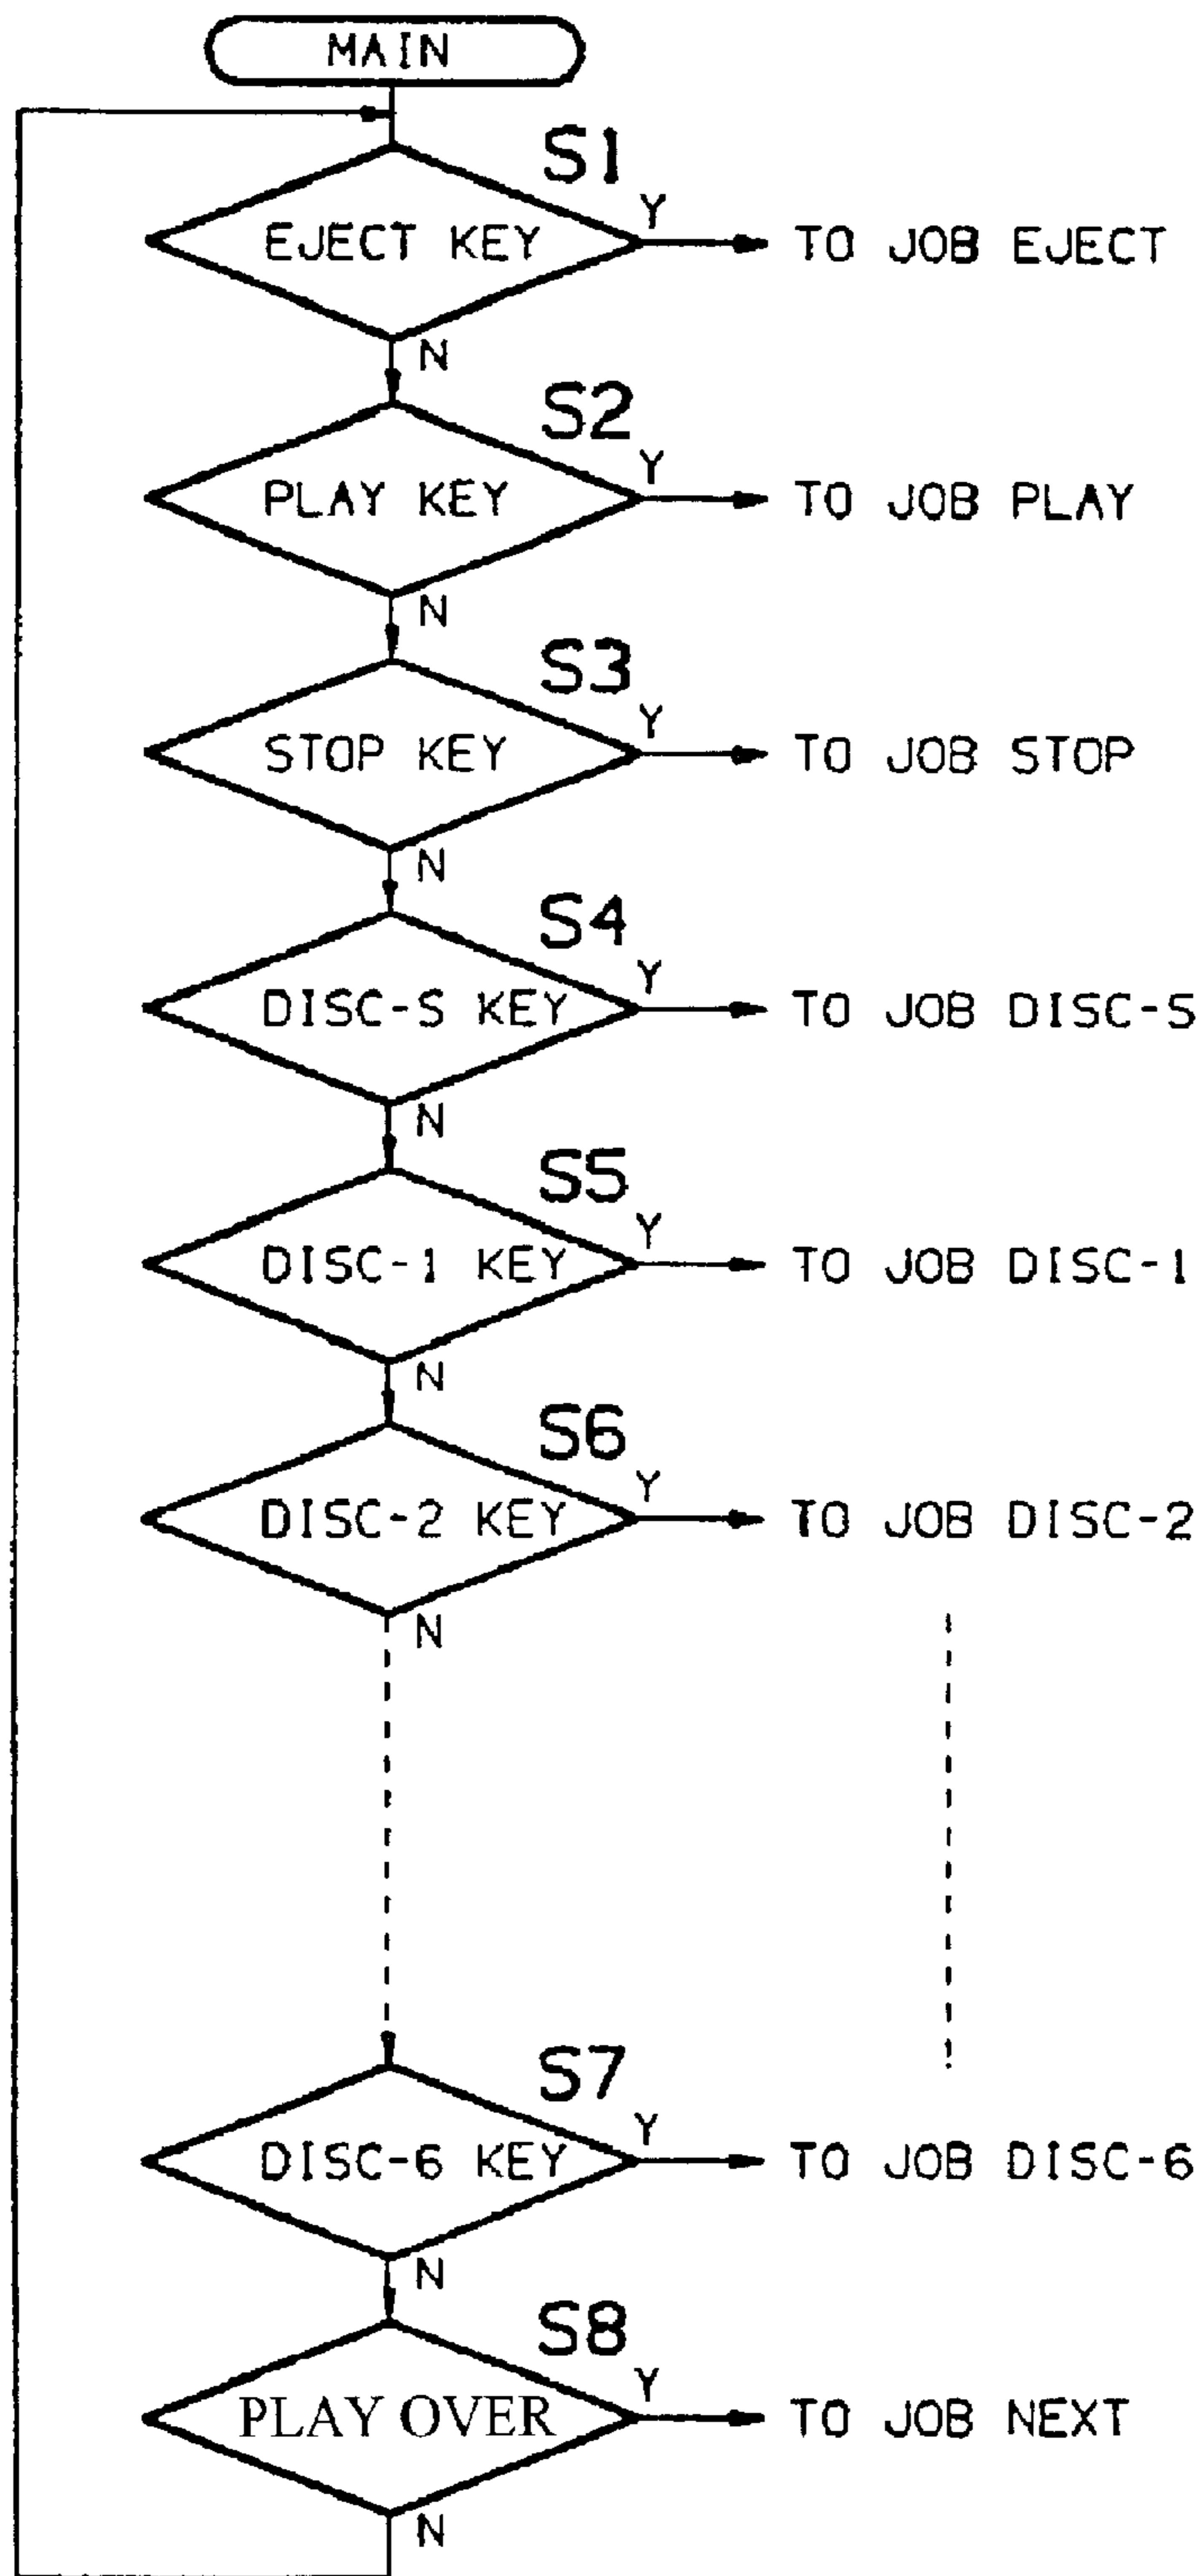 MAIN
S1
Y
EJECT KEY TO JOB EJECT
N
S2
Y
PLAY KEY TO JOB PLAY
N
S3
Y
STOP KEY TO JOB STOP
N
S4
Y
DISC-S KEY TO JOB DISC-S
N
S5
Y
DISC-1 KEY TO JOB DISC-1
N
S6
Y
DISC-2 KEY TO JOB DISC-2
N
S7
Y
DISC-6 KEY TO JOB DISC-6
N
S8
Y
PLAY OVER TO JOB NEXT
N